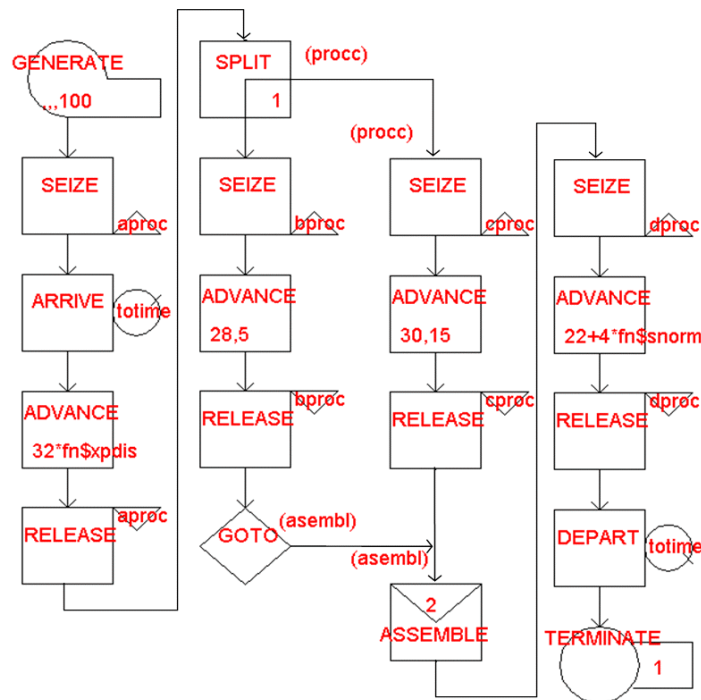 GENERATE
,,,100
SEIZE
aproc
ARRIVE
totime
ADVANCE
32*fn$xpdis
RELEASE
aproc
SPLIT
1
(procc)
SEIZE
bproc
ADVANCE
28,5
RELEASE
bproc
GOTO
(asembl)
(procc)
SEIZE
cproc
ADVANCE
30,15
RELEASE
cproc
(asembl)
2
ASSEMBLE
SEIZE
dproc
ADVANCE
22+4*fn$snorm
RELEASE
dproc
DEPART
totime
TERMINATE
1